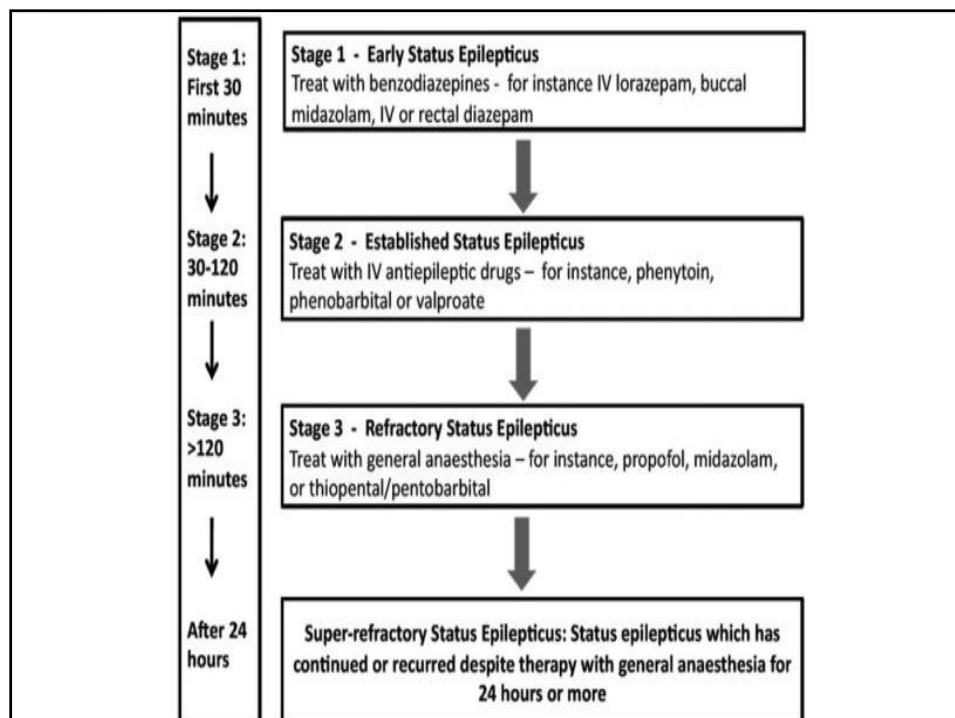 Stage 1:
First 30
minutes
Stage 1 - Early Status Epilepticus
Treat with benzodiazepines - for instance IV lorazepam, buccal
midazolam, IV or rectal diazepam
Stage 2:
30-120
minutes
Stage 2 - Established Status Epilepticus
Treat with IV antiepileptic drugs – for instance, phenytoin,
phenobarbital or valproate
Stage 3:
>120
minutes
Stage 3 - Refractory Status Epilepticus
Treat with general anaesthesia – for instance, propofol, midazolam,
or thiopental/pentobarbital
After 24
hours
Super-refractory Status Epilepticus: Status epilepticus which has
continued or recurred despite therapy with general anaesthesia for
24 hours or more